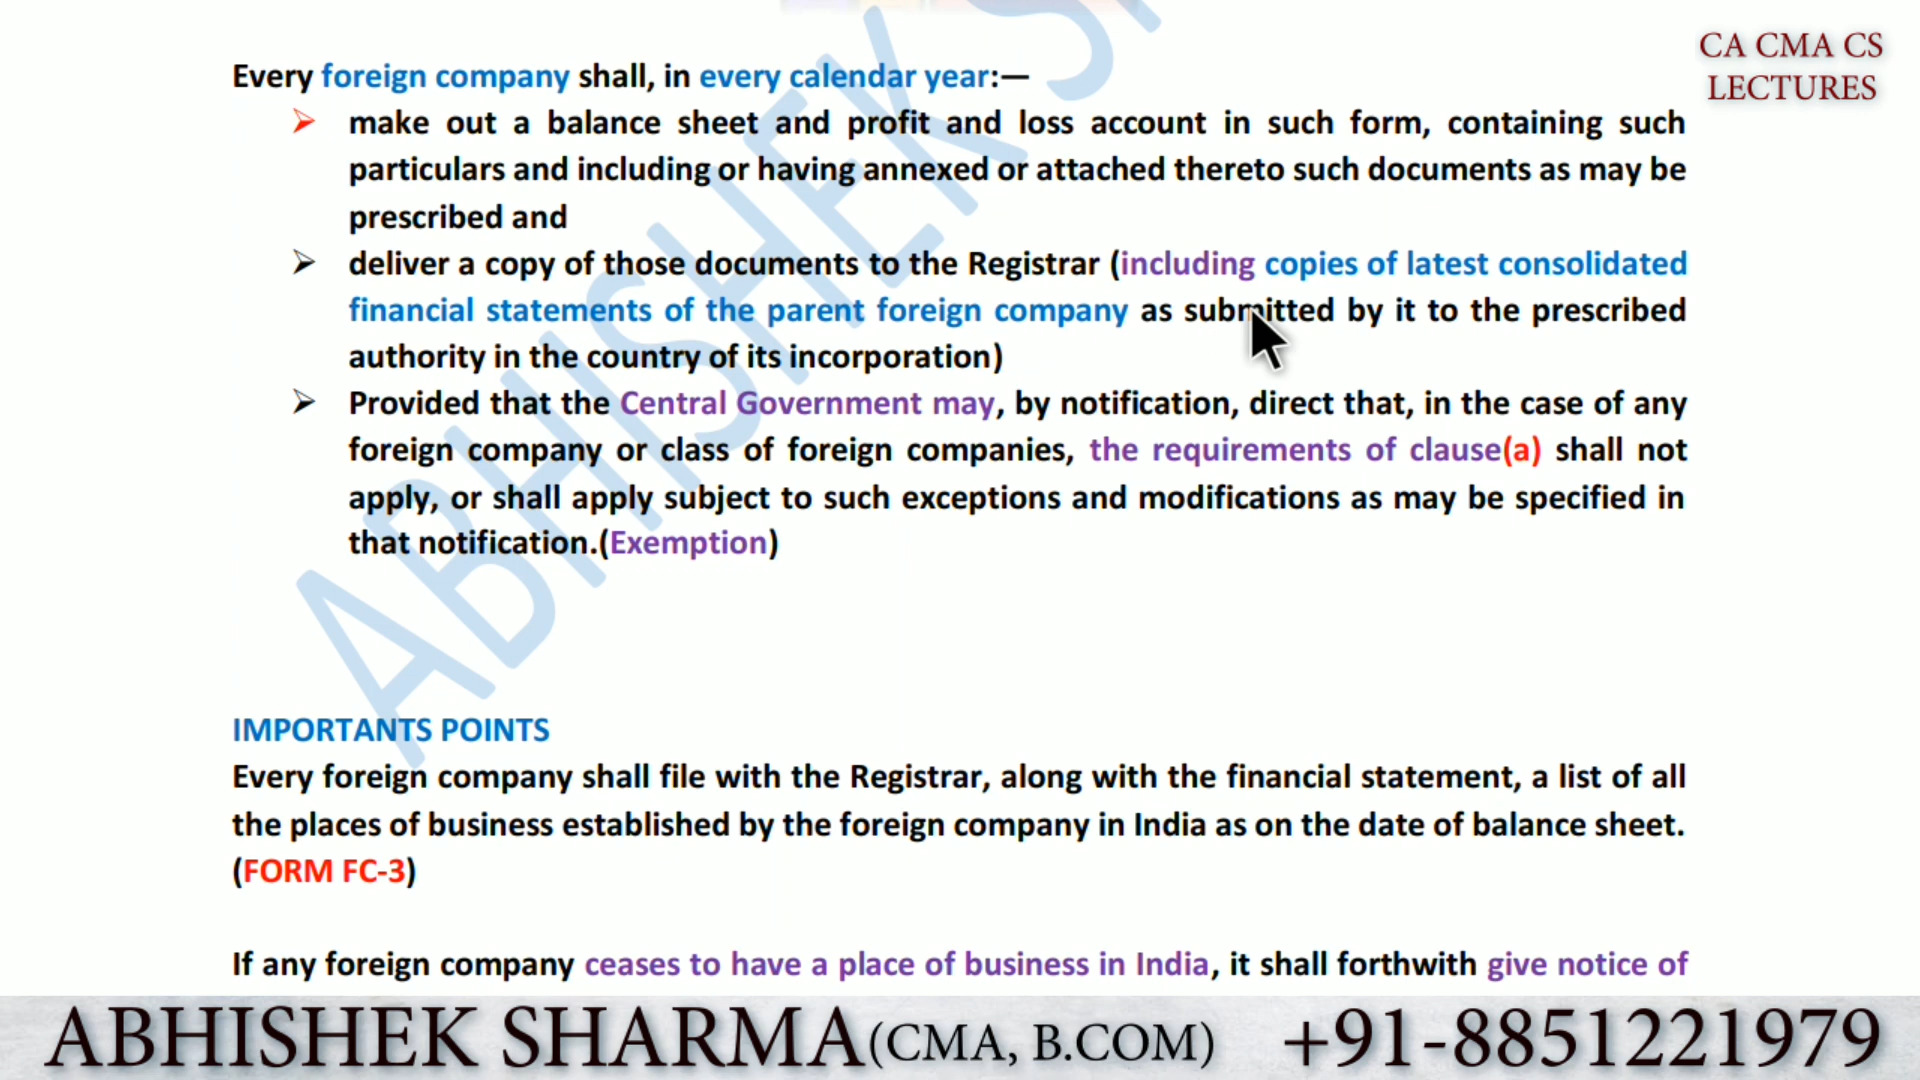 CA CMA CS
LECTURES
Every foreign company shall, in every calendar year:—
make out a balance sheet and profit and loss account in such form, containing such
particulars and including or having annexed or attached thereto such documents as may be
prescribed and
deliver a copy of those documents to the Registrar (including copies of latest consolidated
financial statements of the parent foreign company as submitted by it to the prescribed
authority in the country of its incorporation)
Provided that the Central Government may, by notification, direct that, in the case of any
foreign company or class of foreign companies, the requirements of clause(a) shall not
apply, or shall apply subject to such exceptions and modifications as may be specified in
that notification.(Exemption)
IMPORTANTS POINTS
Every foreign company shall file with the Registrar, along with the financial statement, a list of all
the places of business established by the foreign company in India as on the date of balance sheet.
(FORM FC-3)
If any foreign company ceases to have a place of business in India, it shall forthwith give notice of
ABHISHEK SHARMA(CMA, B.COM) +91-8851221979
ABHISHEK